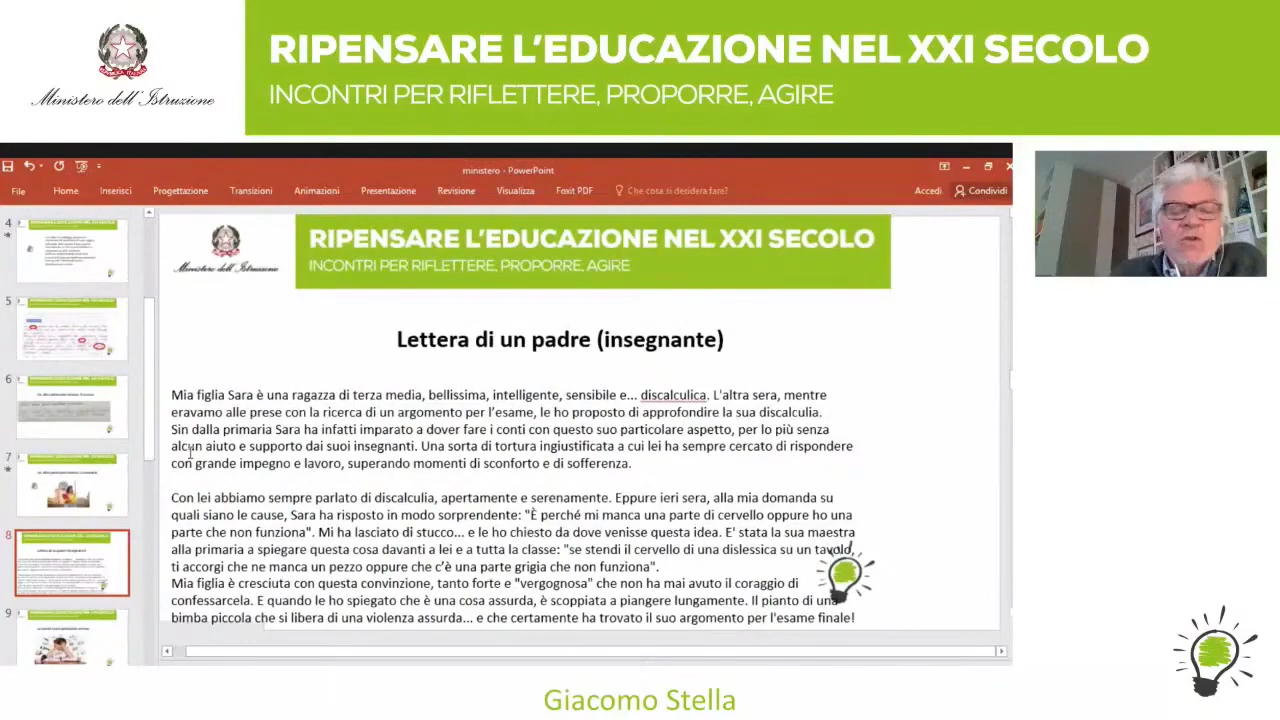 RIPENSARE L'EDUCAZIONE NEL XXI SECOLO
INCONTRI PER RIFLETTERE, PROPORRE, AGIRE
Ministero dell'Istruzione
ministero - PowerPoint
File Home Inserisci Progettazione Transizioni Animazioni Presentazione Revisione Visualizza Foxit PDF Che cosa si desidera fare? Accedi Condividi
4
5
6
7
8
9
RIPENSARE L'EDUCAZIONE NEL XXI SECOLO
INCONTRI PER RIFLETTERE, PROPORRE, AGIRE
Ministero dell'Istruzione
Lettera di un padre (insegnante)
Mia figlia Sara è una ragazza di terza media, bellissima, intelligente, sensibile e... discalculica. L'altra sera, mentre
eravamo alle prese con la ricerca di un argomento per l’esame, le ho proposto di approfondire la sua discalculia.
Sin dalla primaria Sara ha infatti imparato a dover fare i conti con questo suo particolare aspetto, per lo più senza
alcun aiuto e supporto dai suoi insegnanti. Una sorta di tortura ingiustificata a cui lei ha sempre cercato di rispondere
con grande impegno e lavoro, superando momenti di sconforto e di sofferenza.
Con lei abbiamo sempre parlato di discalculia, apertamente e serenamente. Eppure ieri sera, alla mia domanda su
quali siano le cause, Sara ha risposto in modo sorprendente: "È perché mi manca una parte di cervello oppure ho una
parte che non funziona". Mi ha lasciato di stucco... e le ho chiesto da dove venisse questa idea. E' stata la sua maestra
alla primaria a spiegare questa cosa davanti a lei e a tutta la classe: "se stendi il cervello di una dislessica su un tavolo,
ti accorgi che ne manca un pezzo oppure che c’è una parte grigia che non funziona".
Mia figlia è cresciuta con questa convinzione, tanto forte e "vergognosa" che non ha mai avuto il coraggio di
confessarcela. E quando le ho spiegato che è una cosa assurda, è scoppiata a piangere lungamente. Il pianto di una
bimba piccola che si libera di una violenza assurda... e che certamente ha trovato il suo argomento per l'esame finale!
Giacomo Stella